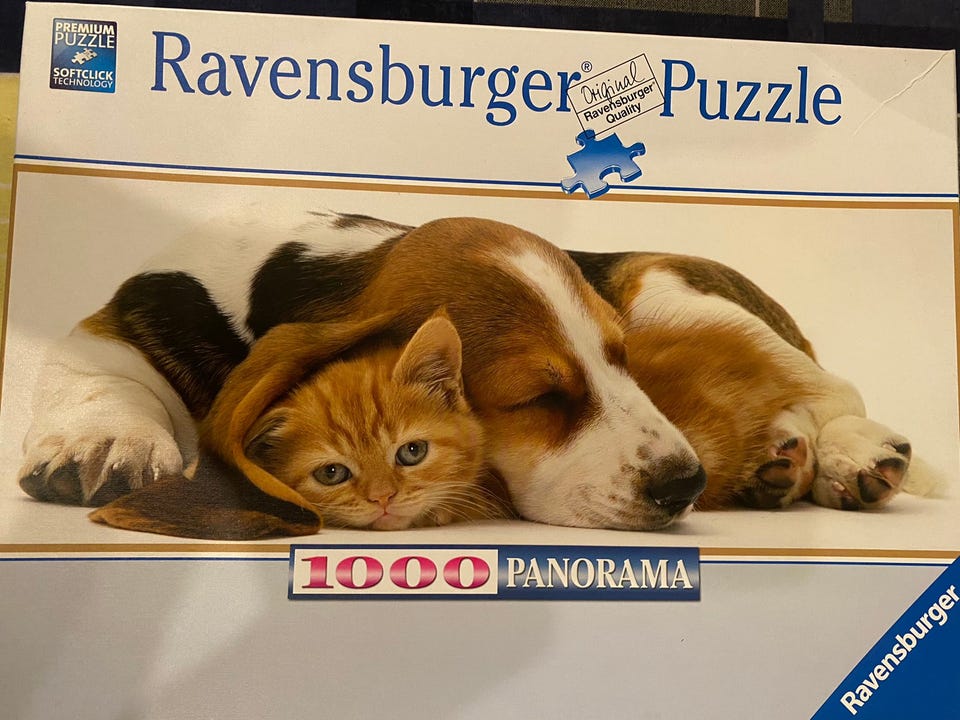 PREMIUM
PUZZLE
SOFTCLICK
TECHNOLOGY
Ravensburger® Puzzle
Original
Ravensburger
Quality
1000 PANORAMA
Ravensburger